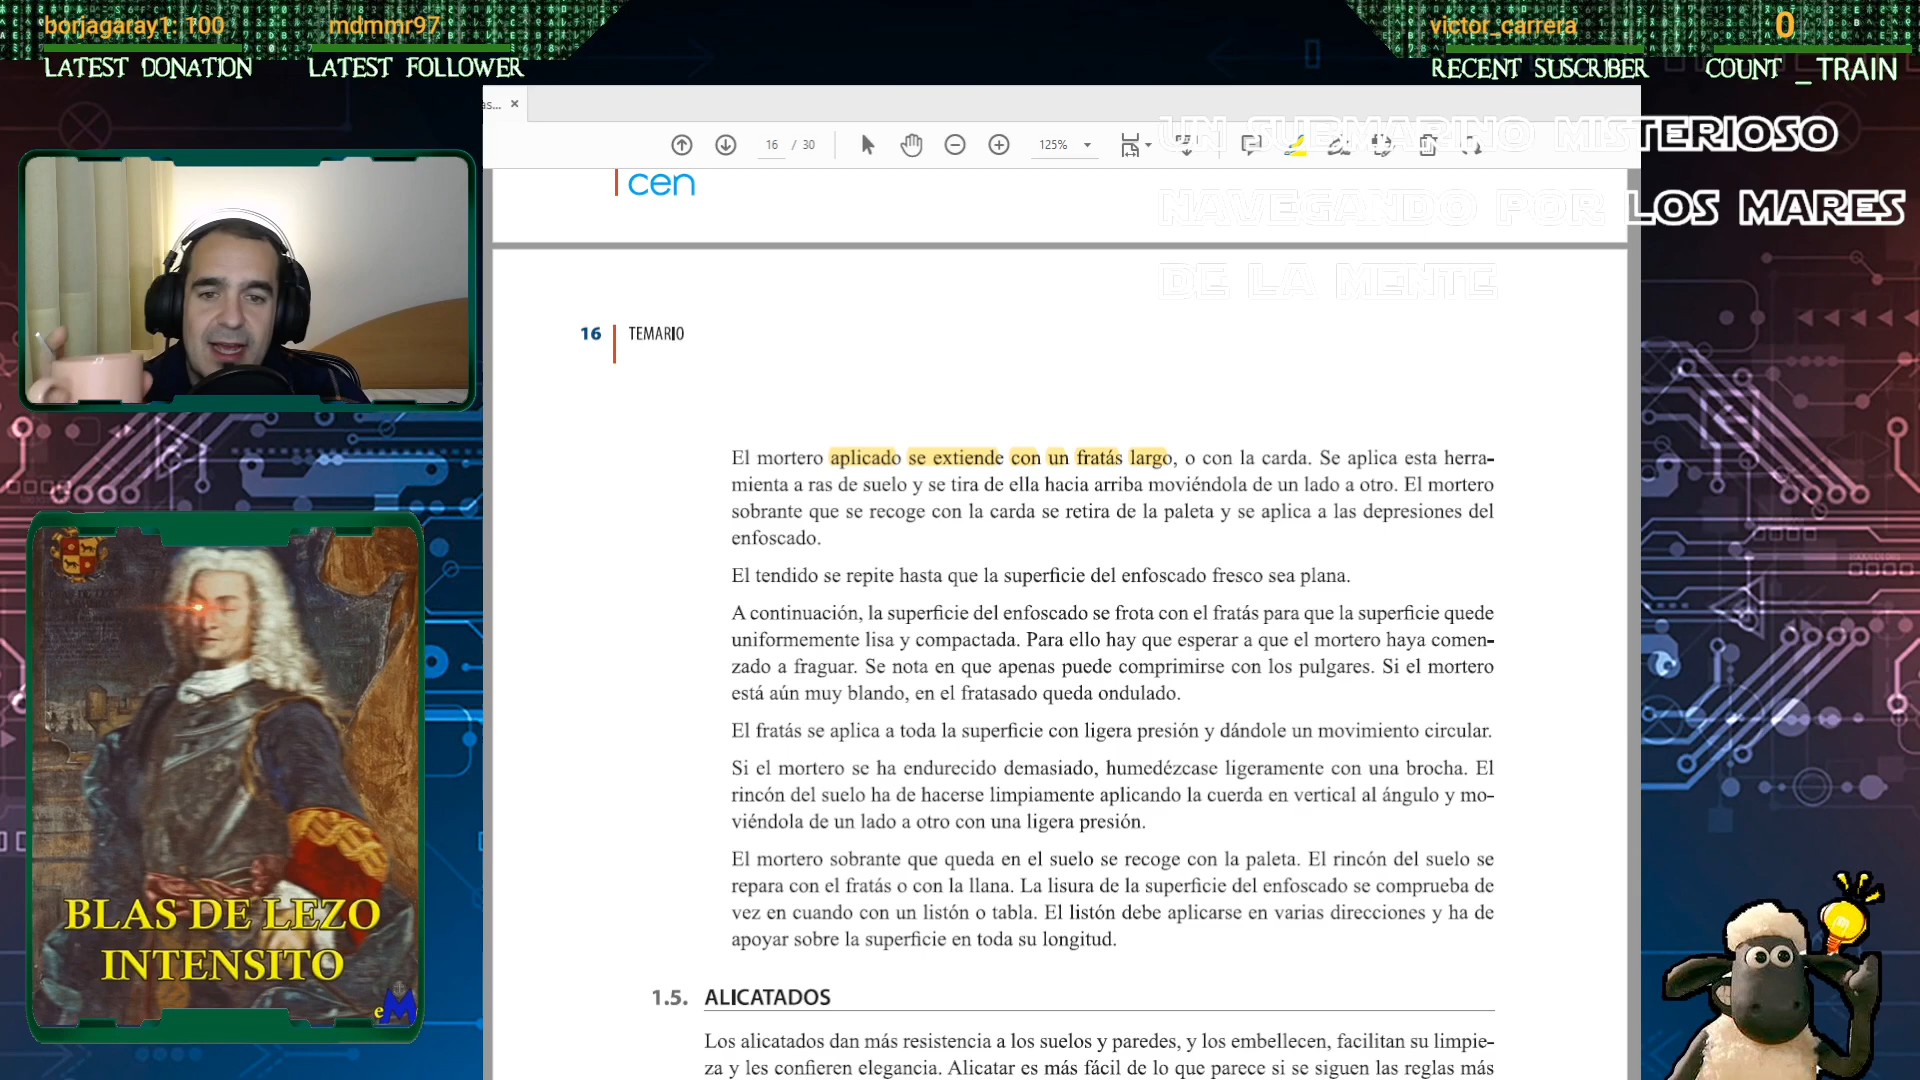 borjagaray1: 100
mdmmr97
victor_carrera
0
LATEST DONATION
LATEST FOLLOWER
RECENT SUSCRIBER
COUNT _TRAIN
as...
16 / 30
125%
UN SUBMARINO MISTERIOSO
NAVEGANDO POR LOS MARES
DE LA MENTE
cen
16
TEMARIO
El mortero aplicado se extiende con un fratás largo, o con la carda. Se aplica esta herra-
mienta a ras de suelo y se tira de ella hacia arriba moviéndola de un lado a otro. El mortero
sobrante que se recoge con la carda se retira de la paleta y se aplica a las depresiones del
enfoscado.
El tendido se repite hasta que la superficie del enfoscado fresco sea plana.
A continuación, la superficie del enfoscado se frota con el fratás para que la superficie quede
uniformemente lisa y compactada. Para ello hay que esperar a que el mortero haya comen-
zado a fraguar. Se nota en que apenas puede comprimirse con los pulgares. Si el mortero
está aún muy blando, en el fratasado queda ondulado.
El fratás se aplica a toda la superficie con ligera presión y dándole un movimiento circular.
Si el mortero se ha endurecido demasiado, humedézcase ligeramente con una brocha. El
rincón del suelo ha de hacerse limpiamente aplicando la cuerda en vertical al ángulo y mo-
viéndola de un lado a otro con una ligera presión.
El mortero sobrante que queda en el suelo se recoge con la paleta. El rincón del suelo se
repara con el fratás o con la llana. La lisura de la superficie del enfoscado se comprueba de
vez en cuando con un listón o tabla. El listón debe aplicarse en varias direcciones y ha de
apoyar sobre la superficie en toda su longitud.
1.5. ALICATADOS
Los alicatados dan más resistencia a los suelos y paredes, y los embellecen, facilitan su limpie-
za y les confieren elegancia. Alicatar es más fácil de lo que parece si se siguen las reglas más
BLAS DE LEZO
INTENSITO
eM